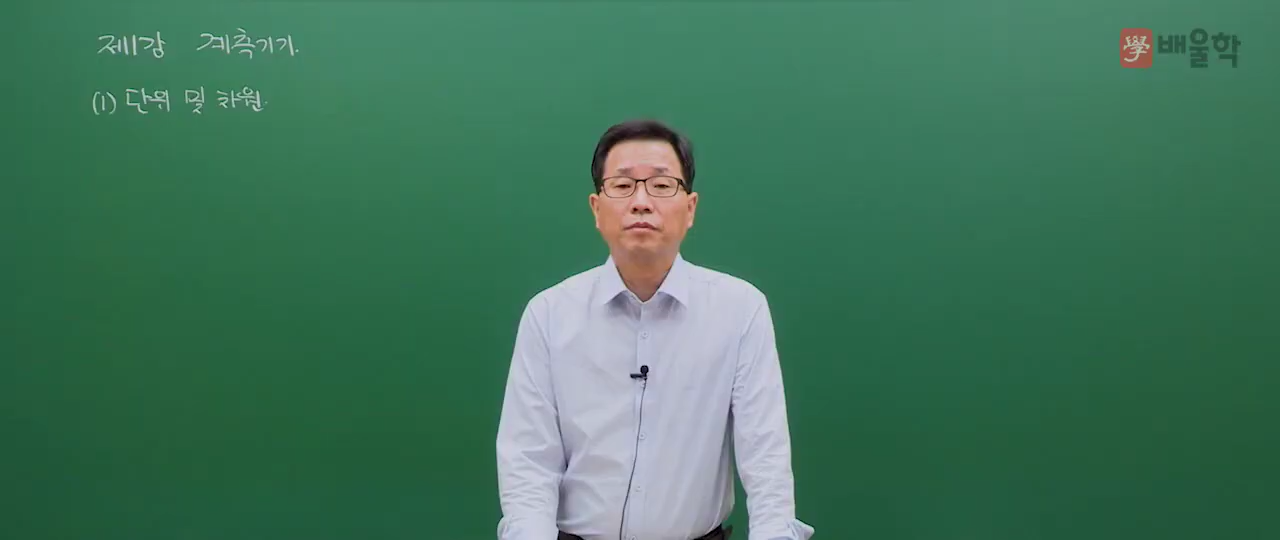 제1강 계측기기.
(1) 단위 및 차원.
學 배울학